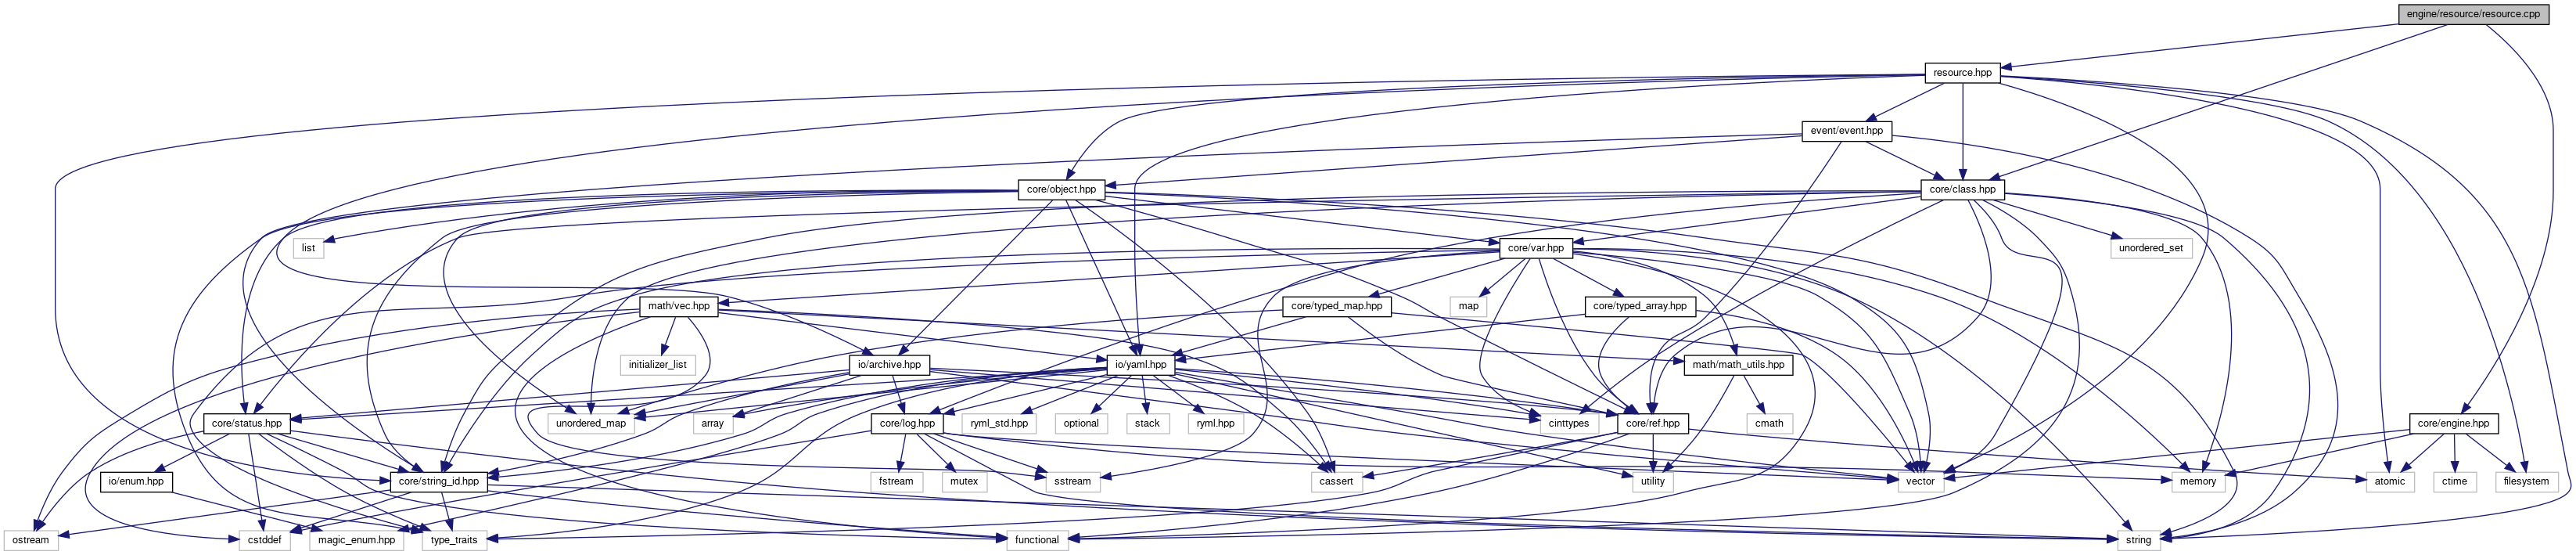 engine/resource/resource.cpp
resource.hpp
event/event.hpp
core/object.hpp
core/class.hpp
list
core/var.hpp
unordered_set
math/vec.hpp
core/typed_map.hpp
map
core/typed_array.hpp
initializer_list
io/archive.hpp
io/yaml.hpp
math/math_utils.hpp
core/status.hpp
unordered_map
array
core/log.hpp
ryml_std.hpp
optional
stack
ryml.hpp
cinttypes
core/ref.hpp
cmath
core/engine.hpp
io/enum.hpp
core/string_id.hpp
fstream
mutex
sstream
cassert
utility
vector
memory
atomic
ctime
filesystem
ostream
cstddef
magic_enum.hpp
type_traits
functional
string